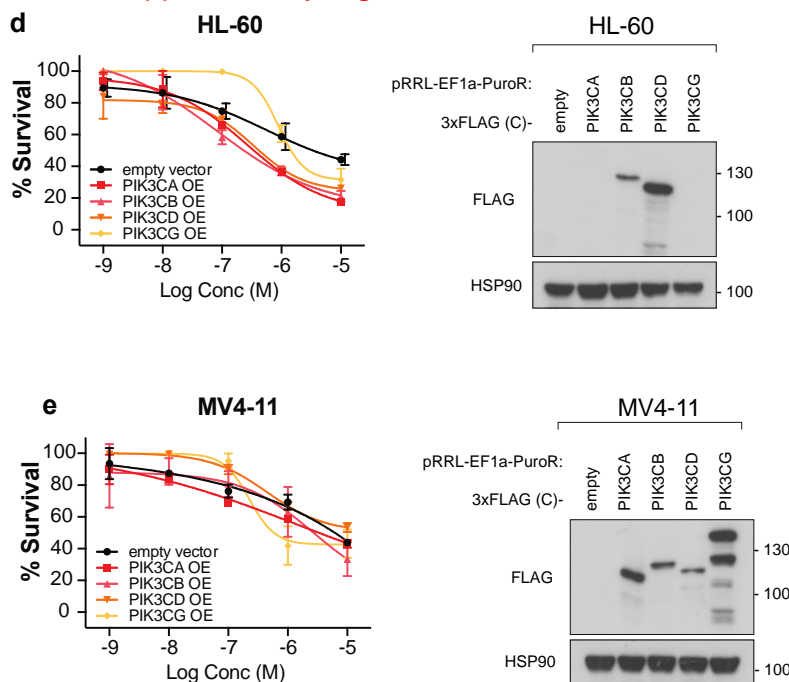 d
HL-60
% Survival
100
80
60
40
20
0
empty vector
PIK3CA OE
PIK3CB OE
PIK3CD OE
PIK3CG OE
-9 -8 -7 -6 -5
Log Conc (M)
HL-60
pRRL-EF1a-PuroR:
3xFLAG (C)-
empty
PIK3CA
PIK3CB
PIK3CD
PIK3CG
FLAG
- 130
- 100
HSP90
- 100
e
MV4-11
% Survival
100
80
60
40
20
0
empty vector
PIK3CA OE
PIK3CB OE
PIK3CD OE
PIK3CG OE
-9 -8 -7 -6 -5
Log Conc (M)
MV4-11
pRRL-EF1a-PuroR:
3xFLAG (C)-
empty
PIK3CA
PIK3CB
PIK3CD
PIK3CG
FLAG
- 130
- 100
HSP90
- 100